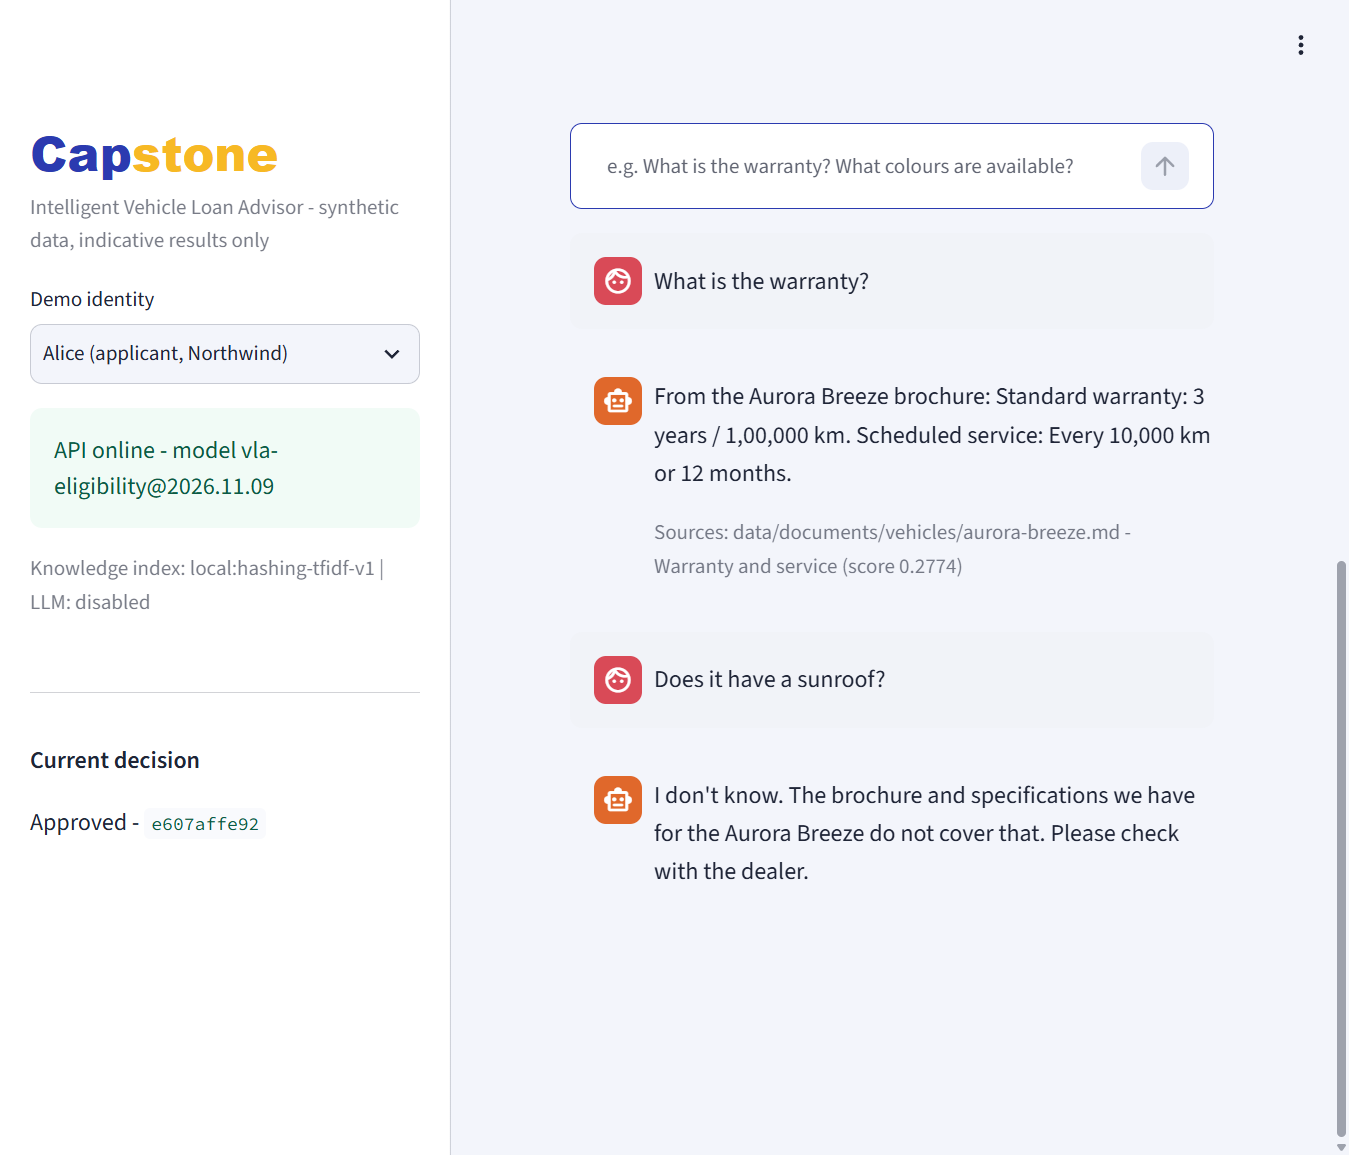 Capstone
Intelligent Vehicle Loan Advisor - synthetic
data, indicative results only
Demo identity
Alice (applicant, Northwind)
API online - model vla-
eligibility@2026.11.09
Knowledge index: local:hashing-tfidf-v1 |
LLM: disabled
Current decision
Approved - e607affe92
e.g. What is the warranty? What colours are available?
What is the warranty?
From the Aurora Breeze brochure: Standard warranty: 3
years / 1,00,000 km. Scheduled service: Every 10,000 km
or 12 months.
Sources: data/documents/vehicles/aurora-breeze.md -
Warranty and service (score 0.2774)
Does it have a sunroof?
I don't know. The brochure and specifications we have
for the Aurora Breeze do not cover that. Please check
with the dealer.